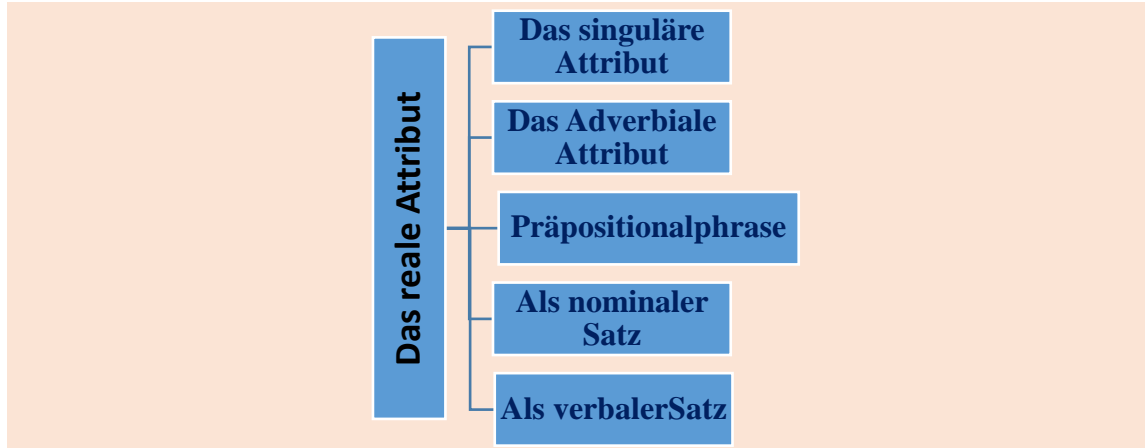 Das reale Attribut
Das singuläre
Attribut
Das Adverbiale
Attribut
Präpositionalphrase
Als nominaler
Satz
Als verbalerSatz